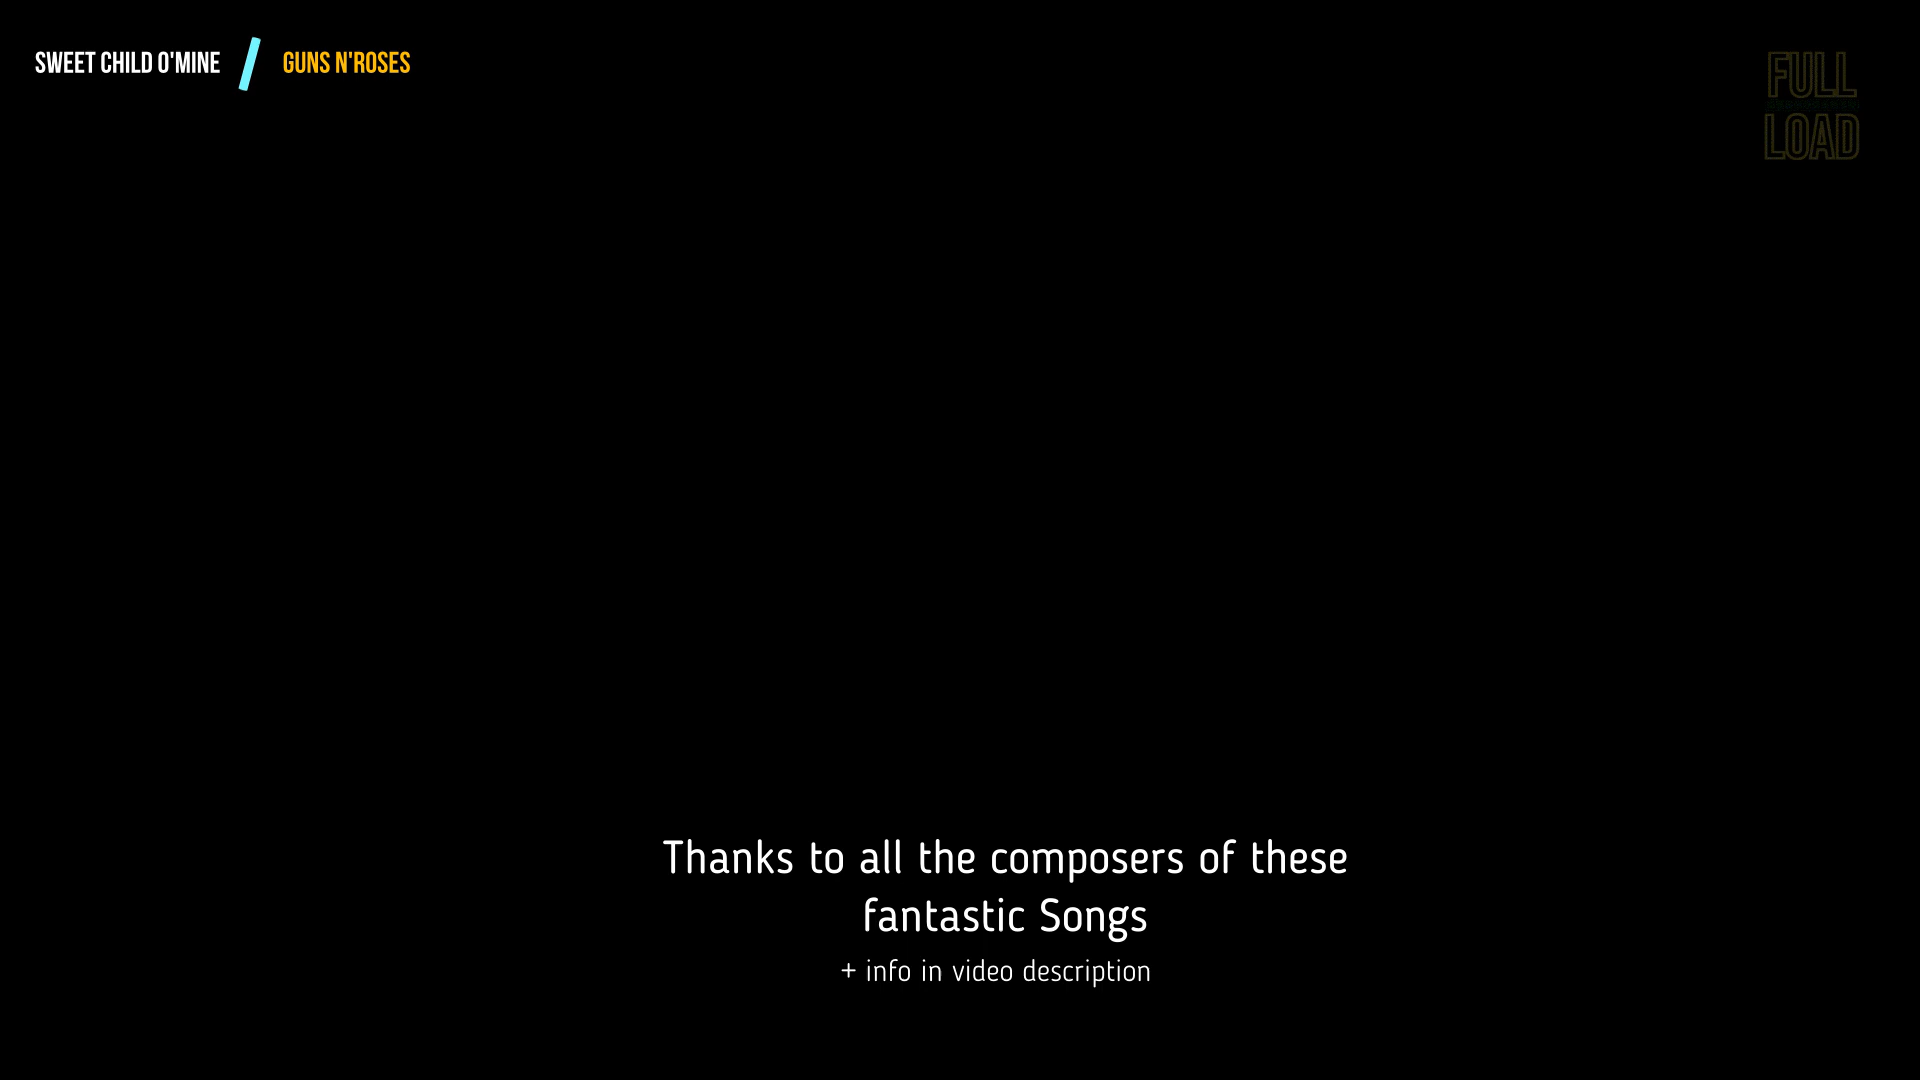 SWEET CHILD O'MINE / GUNS N'ROSES
FULL
LOAD
Thanks to all the composers of these
fantastic Songs
+ info in video description